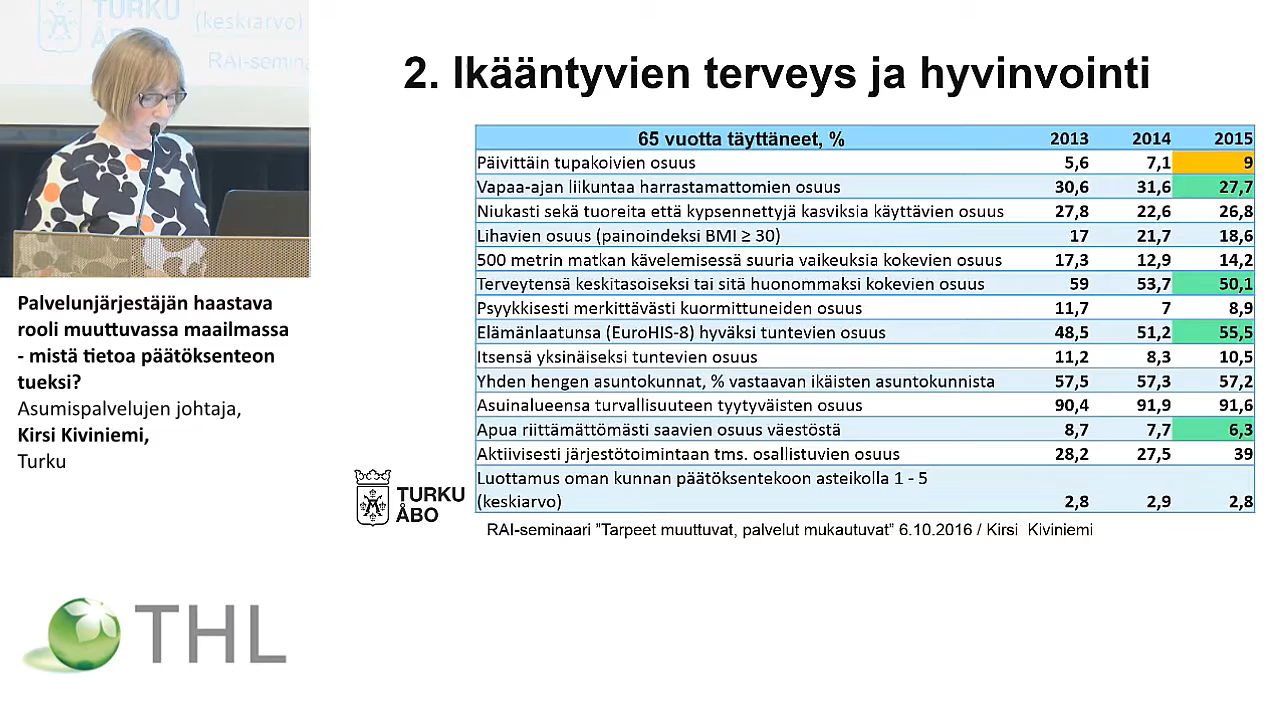 TURKU
ÅBO
(keskiarvo)
RAI-semina
2. Ikääntyvien terveys ja hyvinvointi
65 vuotta täyttäneet, % 2013 2014 2015
Päivittäin tupakoivien osuus 5,6 7,1 9
Vapaa-ajan liikuntaa harrastamattomien osuus 30,6 31,6 27,7
Niukasti sekä tuoreita että kypsennettyjä kasviksia käyttävien osuus 27,8 22,6 26,8
Lihavien osuus (painoindeksi BMI ≥ 30) 17 21,7 18,6
500 metrin matkan kävelemisessä suuria vaikeuksia kokevien osuus 17,3 12,9 14,2
Terveytensä keskitasoiseksi tai sitä huonommaksi kokevien osuus 59 53,7 50,1
Psyykkisesti merkittävästi kuormittuneiden osuus 11,7 7 8,9
Elämänlaatunsa (EuroHIS-8) hyväksi tuntevien osuus 48,5 51,2 55,5
Itsensä yksinäiseksi tuntevien osuus 11,2 8,3 10,5
Yhden hengen asuntokunnat, % vastaavan ikäisten asuntokunnista 57,5 57,3 57,2
Asuinalueensa turvallisuuteen tyytyväisten osuus 90,4 91,9 91,6
Apua riittämättömästi saavien osuus väestöstä 8,7 7,7 6,3
Aktiivisesti järjestötoimintaan tms. osallistuvien osuus 28,2 27,5 39
Luottamus oman kunnan päätöksentekoon asteikolla 1 - 5
(keskiarvo) 2,8 2,9 2,8
TURKU
ÅBO
RAI-seminaari ”Tarpeet muuttuvat, palvelut mukautuvat” 6.10.2016 / Kirsi Kiviniemi
Palvelunjärjestäjän haastava
rooli muuttuvassa maailmassa
- mistä tietoa päätöksenteon
tueksi?
Asumispalvelujen johtaja,
Kirsi Kiviniemi,
Turku
THL